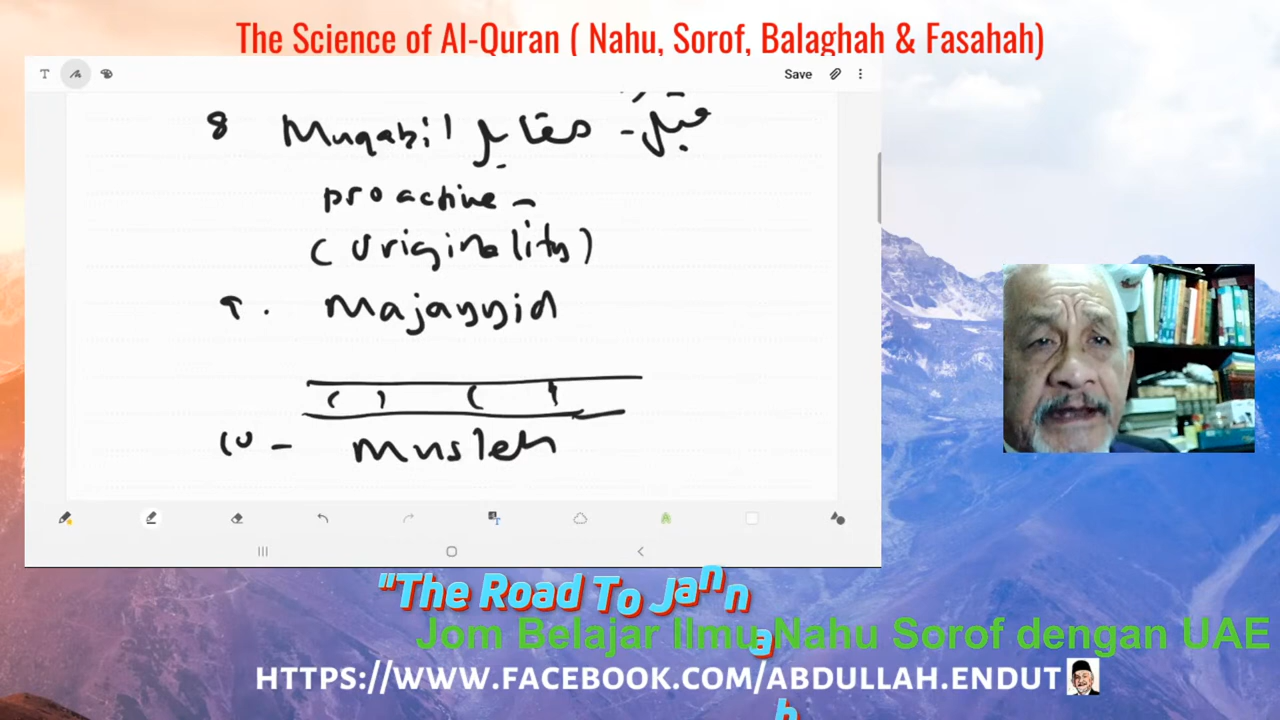 The Science of Al-Quran ( Nahu, Sorof, Balaghah & Fasahah)
T
Save
8 Muqabil مقابل - قبل
proactive -
(Originality)
9. Majayyid
10 - Musleh
"The Road To Jannah
Jom Belajar Ilmu Nahu Sorof dengan UAE
HTTPS://WWW.FACEBOOK.COM/ABDULLAH.ENDUT